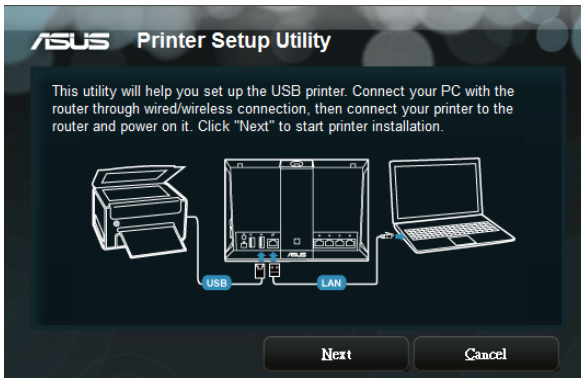 ASUS Printer Setup Utility
This utility will help you set up the USB printer. Connect your PC with the
router through wired/wireless connection, then connect your printer to the
router and power on it. Click "Next" to start printer installation.
ASUS
USB
LAN
Next
Cancel